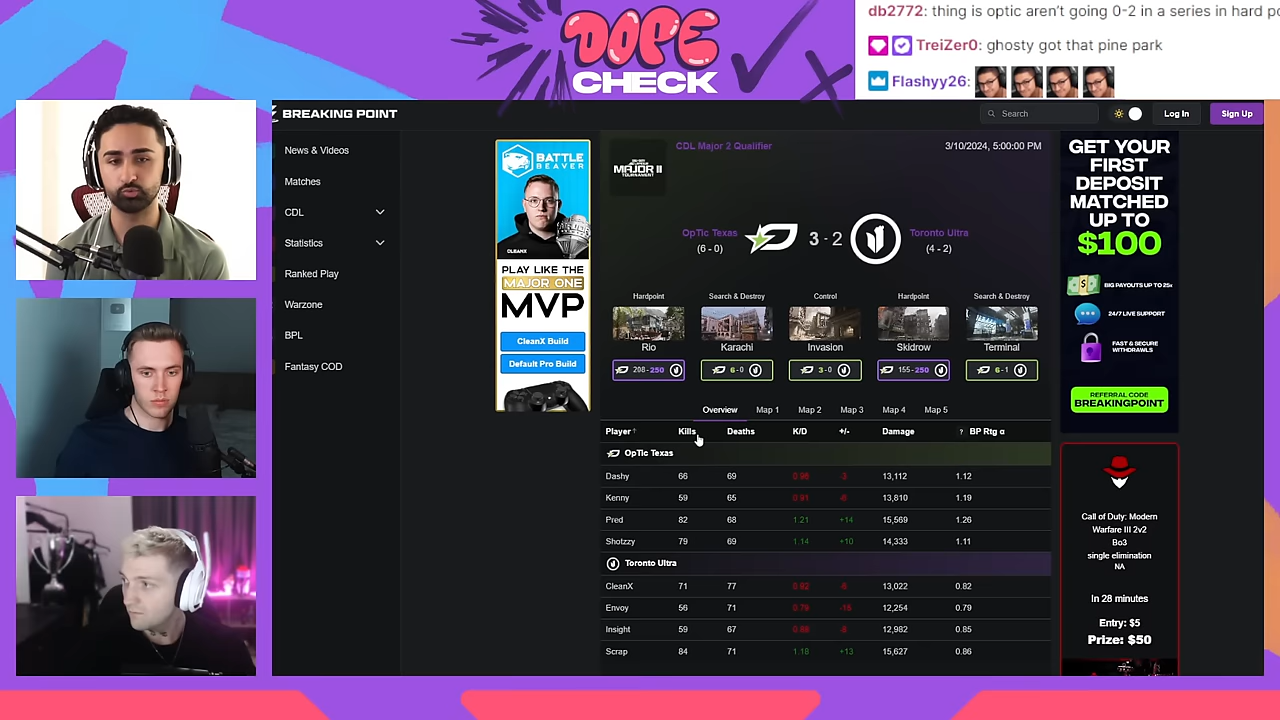 DOPE
CHECK
db2772: thing is optic aren't going 0-2 in a series in hard po
TreiZer0: ghosty got that pine park
Flashyy26:
BREAKING POINT
Search
Log In
Sign Up
News & Videos
Matches
CDL
Statistics
Ranked Play
Warzone
BPL
Fantasy COD
BATTLE
BEAVER
CLEANX
PLAY LIKE THE
MAJOR ONE
MVP
CleanX Build
Default Pro Build
CDL Major 2 Qualifier
3/10/2024, 5:00:00 PM
MAJOR II
TOURNAMENT
OpTic Texas
(6 - 0)
3 - 2
Toronto Ultra
(4 - 2)
Hardpoint Search & Destroy Control Hardpoint Search & Destroy
Rio Karachi Invasion Skidrow Terminal
208-250 6-0 3-0 155-250 6-1
Overview Map 1 Map 2 Map 3 Map 4 Map 5
Player↑ Kills Deaths K/D +/- Damage ? BP Rtg α
OpTic Texas
Dashy 66 69 0.96 -3 13,112 1.12
Kenny 59 65 0.91 -6 13,810 1.19
Pred 82 68 1.21 +14 15,569 1.26
Shotzzy 79 69 1.14 +10 14,333 1.11
Toronto Ultra
CleanX 71 77 0.92 -6 13,022 0.82
Envoy 56 71 0.79 -15 12,254 0.79
Insight 59 67 0.88 -8 12,982 0.85
Scrap 84 71 1.18 +13 15,627 0.86
GET YOUR
FIRST
DEPOSIT
MATCHED
UP TO
$100
BIG PAYOUTS UP TO 25x
24/7 LIVE SUPPORT
FAST & SECURE
WITHDRAWLS
REFERRAL CODE
BREAKINGPOINT
Call of Duty: Modern
Warfare III 2v2
Bo3
single elimination
NA
In 28 minutes
Entry: $5
Prize: $50